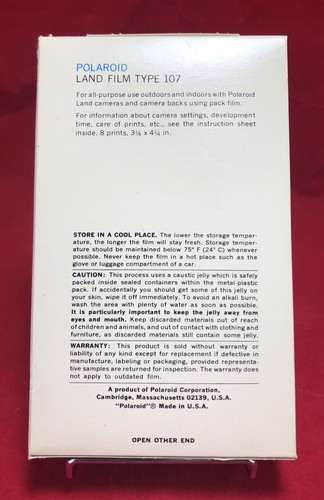 POLAROID
LAND FILM TYPE 107
For all-purpose use outdoors and indoors with Polaroid
Land cameras and camera backs using pack film.
For information about camera settings, development
time, care of prints, etc., see the instruction sheet
inside. 8 prints, 3¼ x 4¼ in.
STORE IN A COOL PLACE. The lower the storage temper-
ature, the longer the film will stay fresh. Storage temper-
ature should be maintained below 75° F (24° C) whenever
possible. Never keep the film in a hot place such as the
glove or luggage compartment of a car.
CAUTION: This process uses a caustic jelly which is safely
packed inside sealed containers within the metal-plastic
pack. If accidentally you should get some of this jelly on
your skin, wipe it off immediately. To avoid an alkali burn,
wash the area with plenty of water as soon as possible.
It is particularly important to keep the jelly away from
eyes and mouth. Keep discarded materials out of reach
of children and animals, and out of contact with clothing and
furniture, as discarded materials still contain some jelly.
WARRANTY: This product is sold without warranty or
liability of any kind except for replacement if defective in
manufacture, labeling or packaging, provided representa-
tive samples are returned for inspection. The warranty does
not apply to outdated film.
A product of Polaroid Corporation,
Cambridge, Massachusetts 02139, U.S.A.
"Polaroid"® Made in U.S.A.
OPEN OTHER END